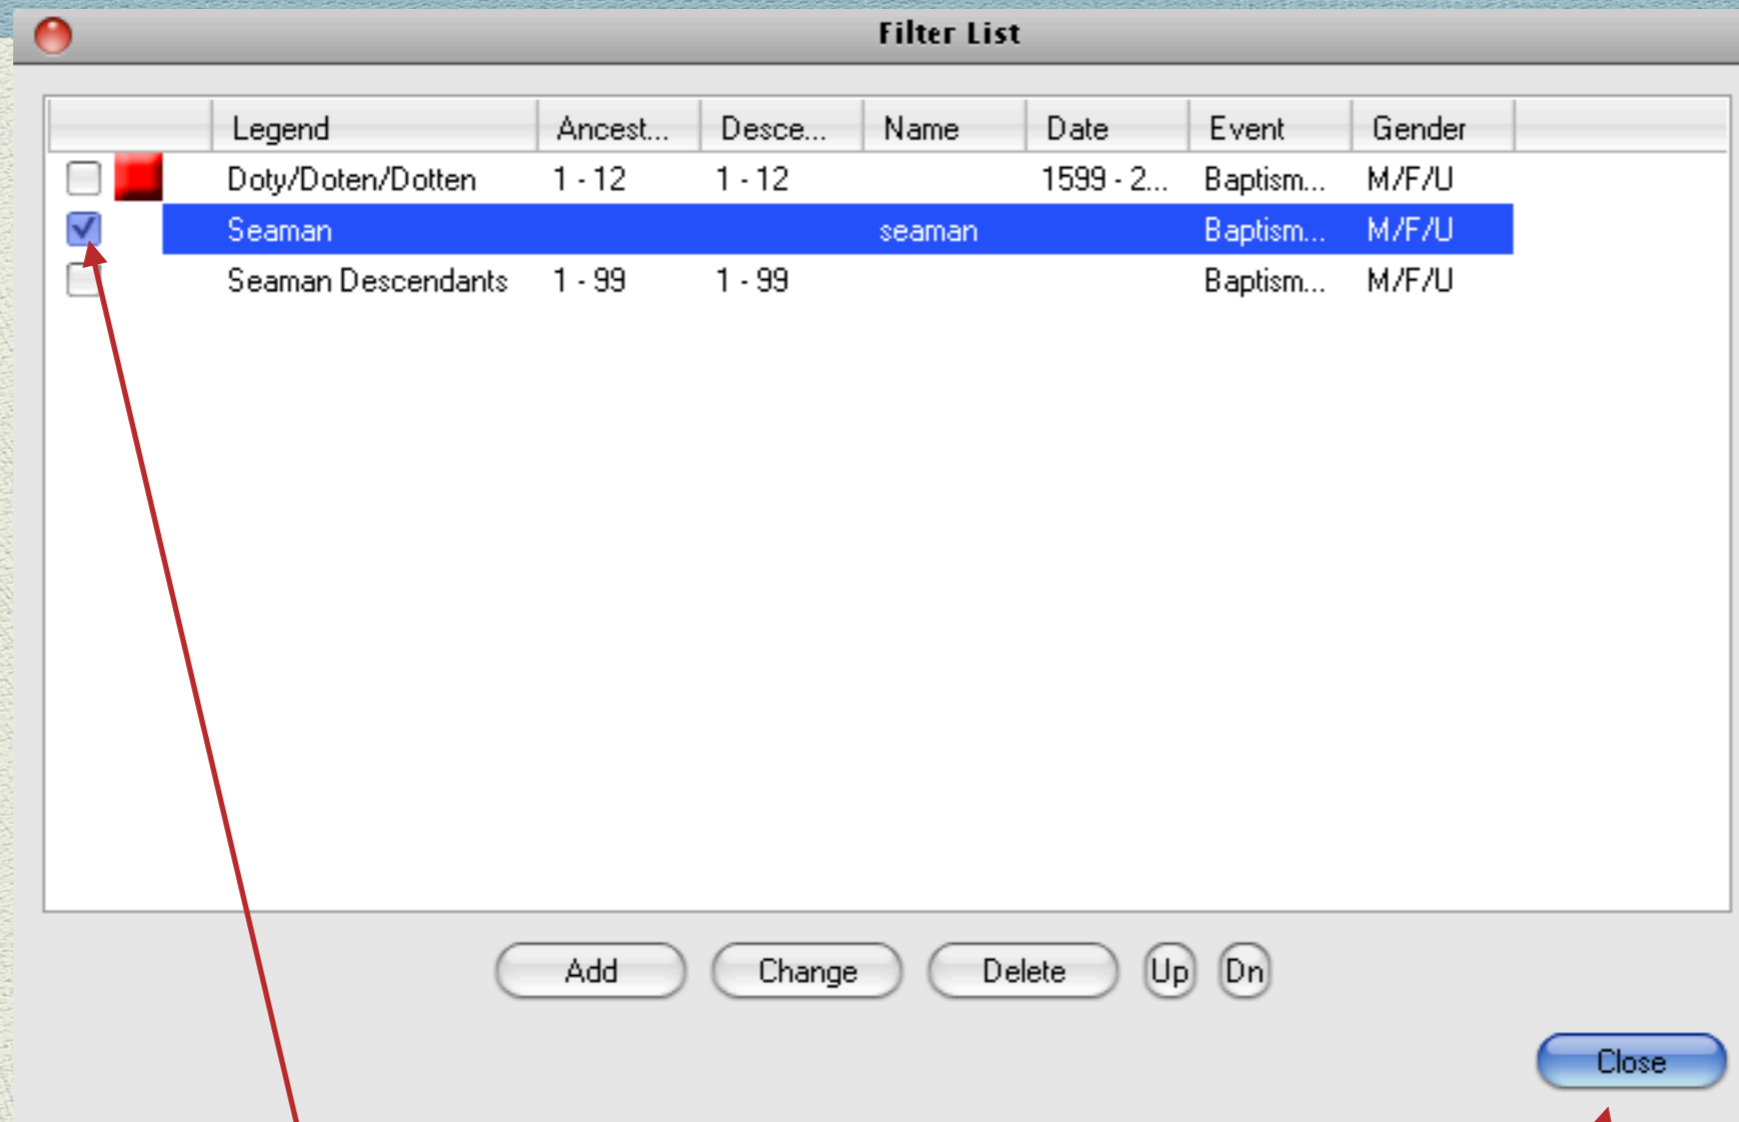 Filter List
Legend Ancest... Desce... Name Date Event Gender
Doty/Doten/Dotten 1 - 12 1 - 12 1599 - 2... Baptism... M/F/U
Seaman seaman Baptism... M/F/U
Seaman Descendants 1 - 99 1 - 99 Baptism... M/F/U
Add Change Delete Up Dn
Close